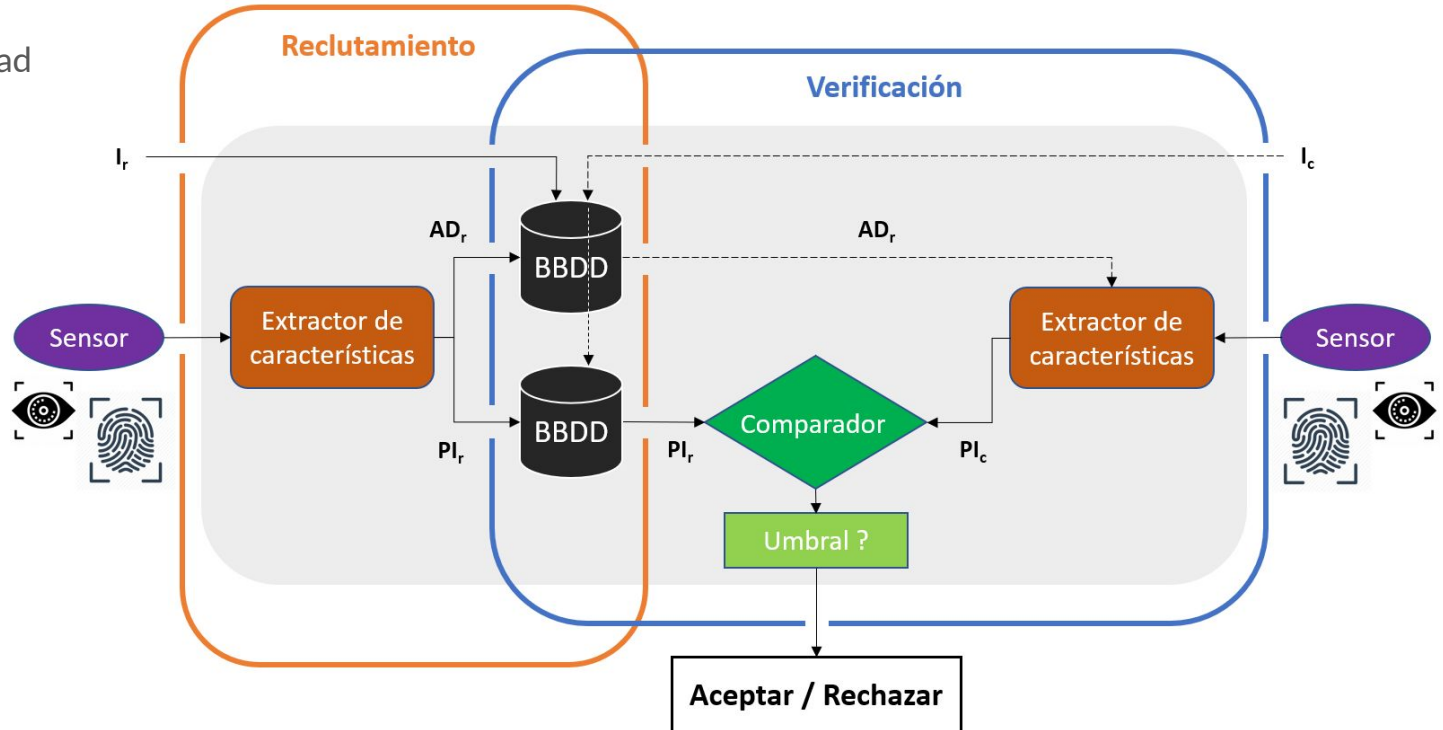 ad
Reclutamiento
Verificación
Ir
Ic
ADr
ADr
BBDD
Sensor
Extractor de
características
Extractor de
características
Sensor
BBDD
Comparador
PIr
PIr
PIc
Umbral ?
Aceptar / Rechazar